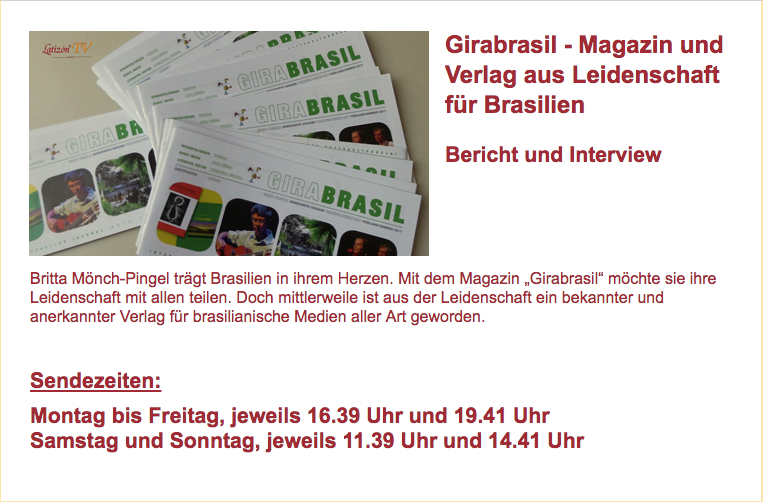 Latizón TV
GIRABRASIL
GIRABRASIL
GIRABRASIL
GIRABRASIL
Girabrasil - Magazin und
Verlag aus Leidenschaft
für Brasilien
Bericht und Interview
Britta Mönch-Pingel trägt Brasilien in ihrem Herzen. Mit dem Magazin „Girabrasil“ möchte sie ihre
Leidenschaft mit allen teilen. Doch mittlerweile ist aus der Leidenschaft ein bekannter und
anerkannter Verlag für brasilianische Medien aller Art geworden.
Sendezeiten:
Montag bis Freitag, jeweils 16.39 Uhr und 19.41 Uhr
Samstag und Sonntag, jeweils 11.39 Uhr und 14.41 Uhr